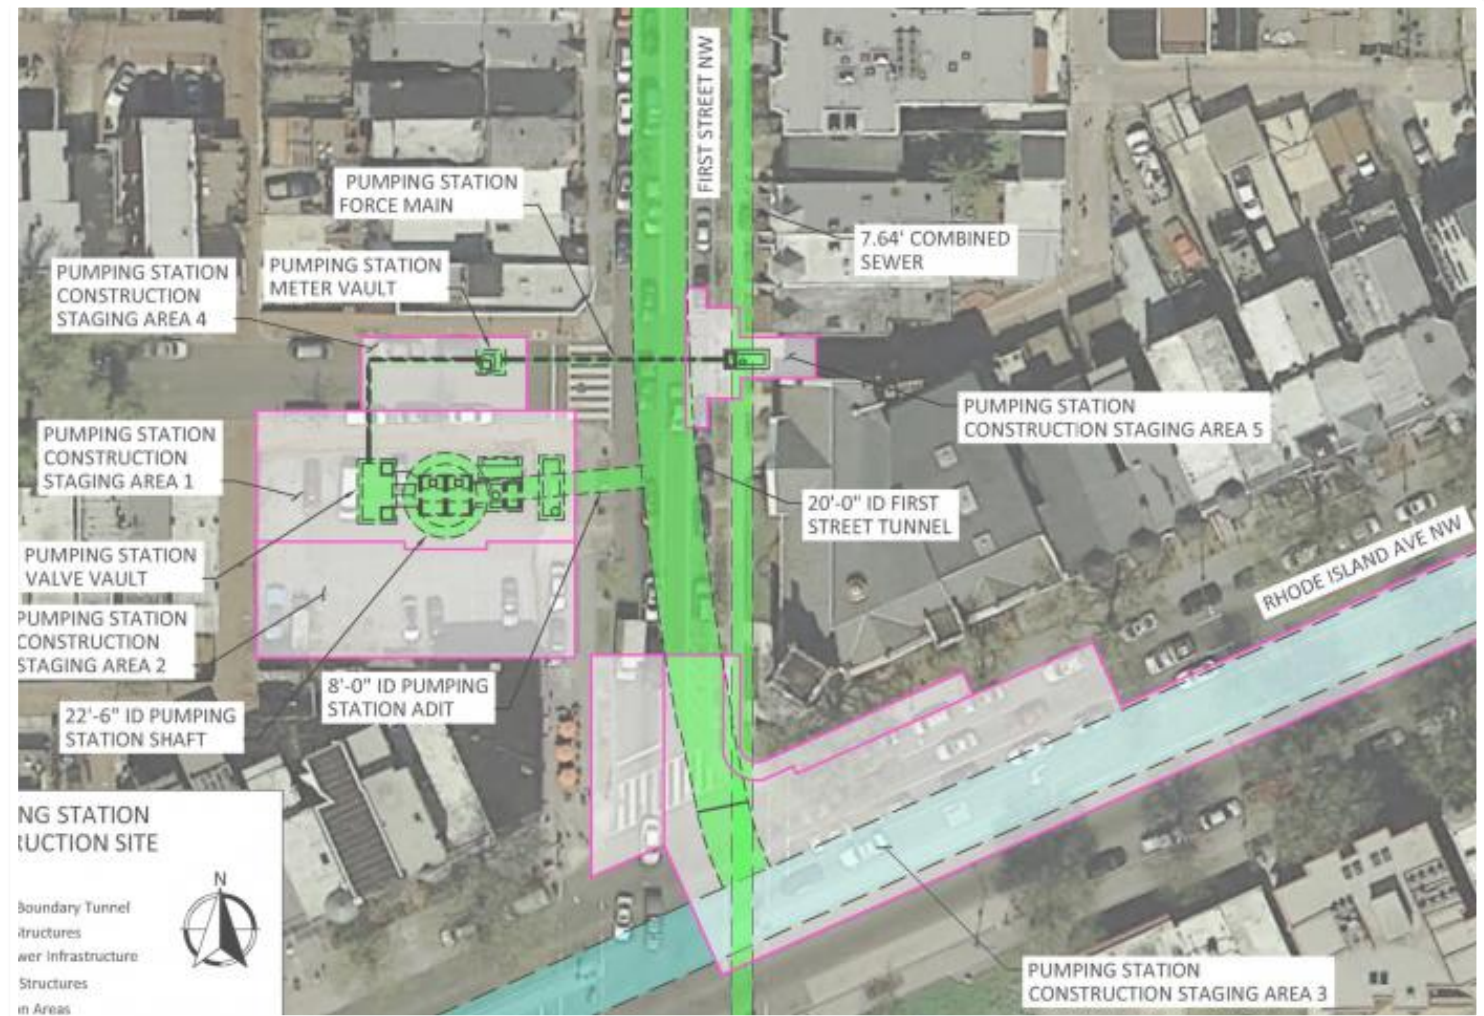 FIRST STREET NW
PUMPING STATION
FORCE MAIN
7.64' COMBINED
SEWER
PUMPING STATION
METER VAULT
PUMPING STATION
CONSTRUCTION
STAGING AREA 4
PUMPING STATION
CONSTRUCTION STAGING AREA 5
PUMPING STATION
CONSTRUCTION
STAGING AREA 1
20'-0" ID FIRST
STREET TUNNEL
PUMPING STATION
VALVE VAULT
RHODE ISLAND AVE NW
PUMPING STATION
CONSTRUCTION
STAGING AREA 2
8'-0" ID PUMPING
STATION ADIT
22'-6" ID PUMPING
STATION SHAFT
NG STATION
RUCTION SITE
N
Boundary Tunnel
Structures
wer Infrastructure
Structures
n Areas
PUMPING STATION
CONSTRUCTION STAGING AREA 3